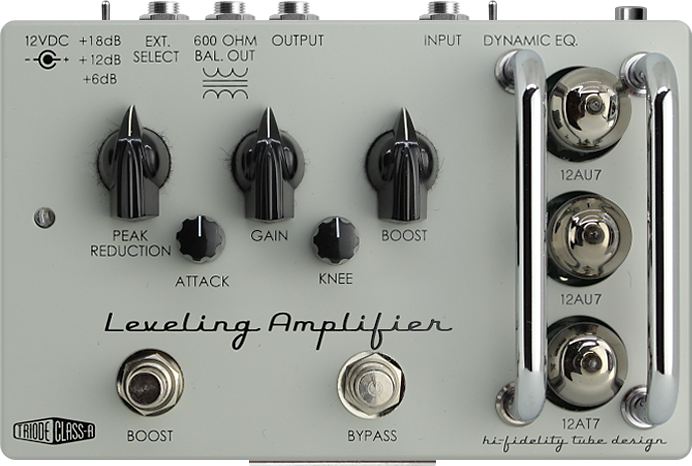 12VDC
+18dB
+12dB
+6dB
EXT.
SELECT
600 OHM
BAL. OUT
OUTPUT
INPUT
DYNAMIC EQ.
12AU7
PEAK
REDUCTION
GAIN
BOOST
ATTACK
KNEE
12AU7
Leveling Amplifier
12AT7
BOOST
BYPASS
TRIODE CLASS-A
hi-fidelity tube design